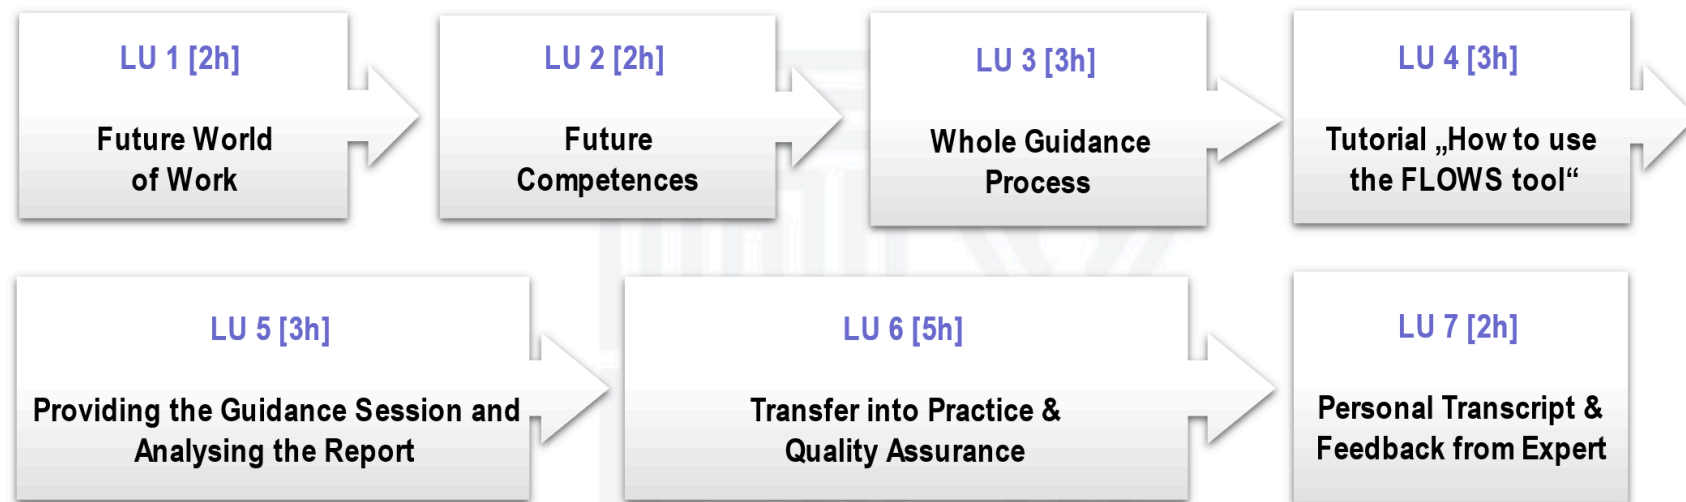 LU 1 [2h]
Future World
of Work
LU 2 [2h]
Future
Competences
LU 3 [3h]
Whole Guidance
Process
LU 4 [3h]
Tutorial „How to use
the FLOWS tool“
LU 5 [3h]
Providing the Guidance Session and
Analysing the Report
LU 6 [5h]
Transfer into Practice &
Quality Assurance
LU 7 [2h]
Personal Transcript &
Feedback from Expert